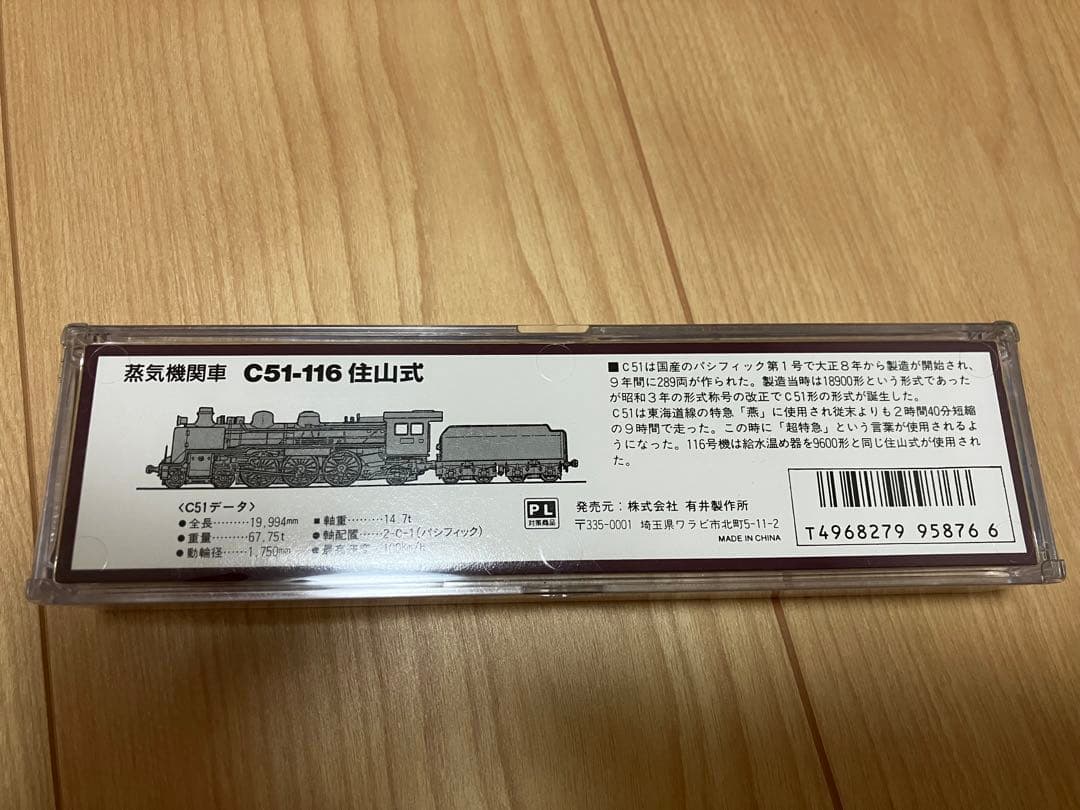 蒸気機関車 C51-116 住山式
■C51は国産のパシフィック第1号で大正8年から製造が開始され、
9年間に289両が作られた。製造当時は18900形という形式であった
が昭和3年の形式称号の改正でC51形の形式が誕生した。
C51は東海道線の特急「燕」に使用され従来よりも2時間40分短縮
の9時間で走った。この時に「超特急」という言葉が使用されるよ
うになった。116号機は給水温め器を9600形と同じ住山式が使用され
た。
〈C51データ〉
●全長………19,994mm ■軸重………14.7t
●重量………67.75t ●軸配置……2-C-1(パシフィック)
●動輪径……1,750mm ●最高速度…100km/h
PL
対策商品
発売元：株式会社 有井製作所
〒335-0001 埼玉県ワラビ市北町5-11-2
MADE IN CHINA
T4968279 95876 6